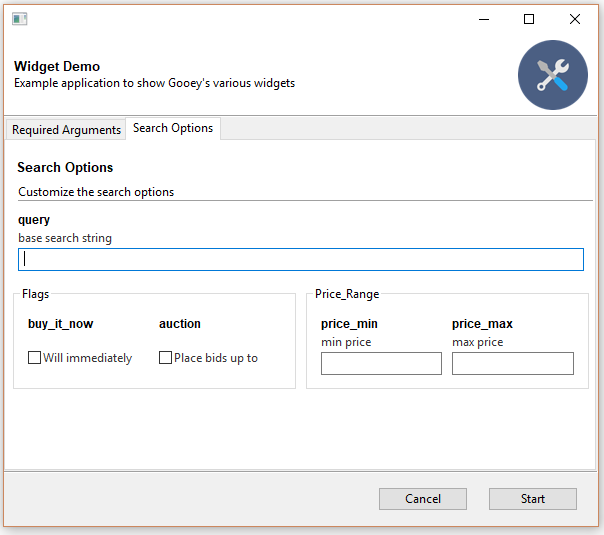 Widget Demo
Example application to show Gooey's various widgets
Required Arguments
Search Options
Search Options
Customize the search options
query
base search string
Flags
buy_it_now
auction
Will immediately
Place bids up to
Price_Range
price_min
price_max
min price
max price
Cancel
Start